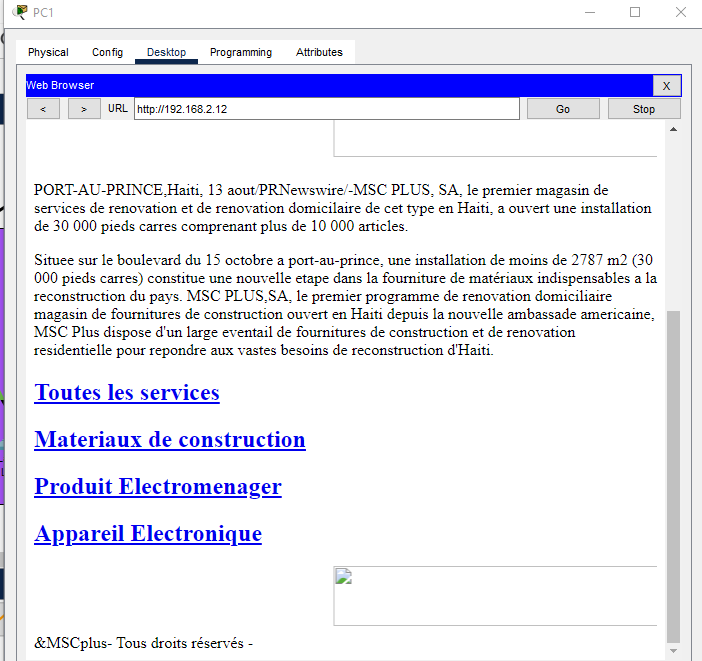 PC1
Physical Config Desktop Programming Attributes
Web Browser X
< > URL http://192.168.2.12 Go Stop
PORT-AU-PRINCE,Haiti, 13 aout/PRNewswire/-MSC PLUS, SA, le premier magasin de
services de renovation et de renovation domicilaire de cet type en Haiti, a ouvert une installation
de 30 000 pieds carres comprenant plus de 10 000 articles.
Situee sur le boulevard du 15 octobre a port-au-prince, une installation de moins de 2787 m2 (30
000 pieds carres) constitue une nouvelle etape dans la fourniture de matériaux indispensables a la
reconstruction du pays. MSC PLUS,SA, le premier programme de renovation domiciliaire
magasin de fournitures de construction ouvert en Haiti depuis la nouvelle ambassade americaine,
MSC Plus dispose d'un large eventail de fournitures de construction et de renovation
residentielle pour repondre aux vastes besoins de reconstruction d'Haiti.
Toutes les services
Materiaux de construction
Produit Electromenager
Appareil Electronique
&MSCplus- Tous droits réservés -